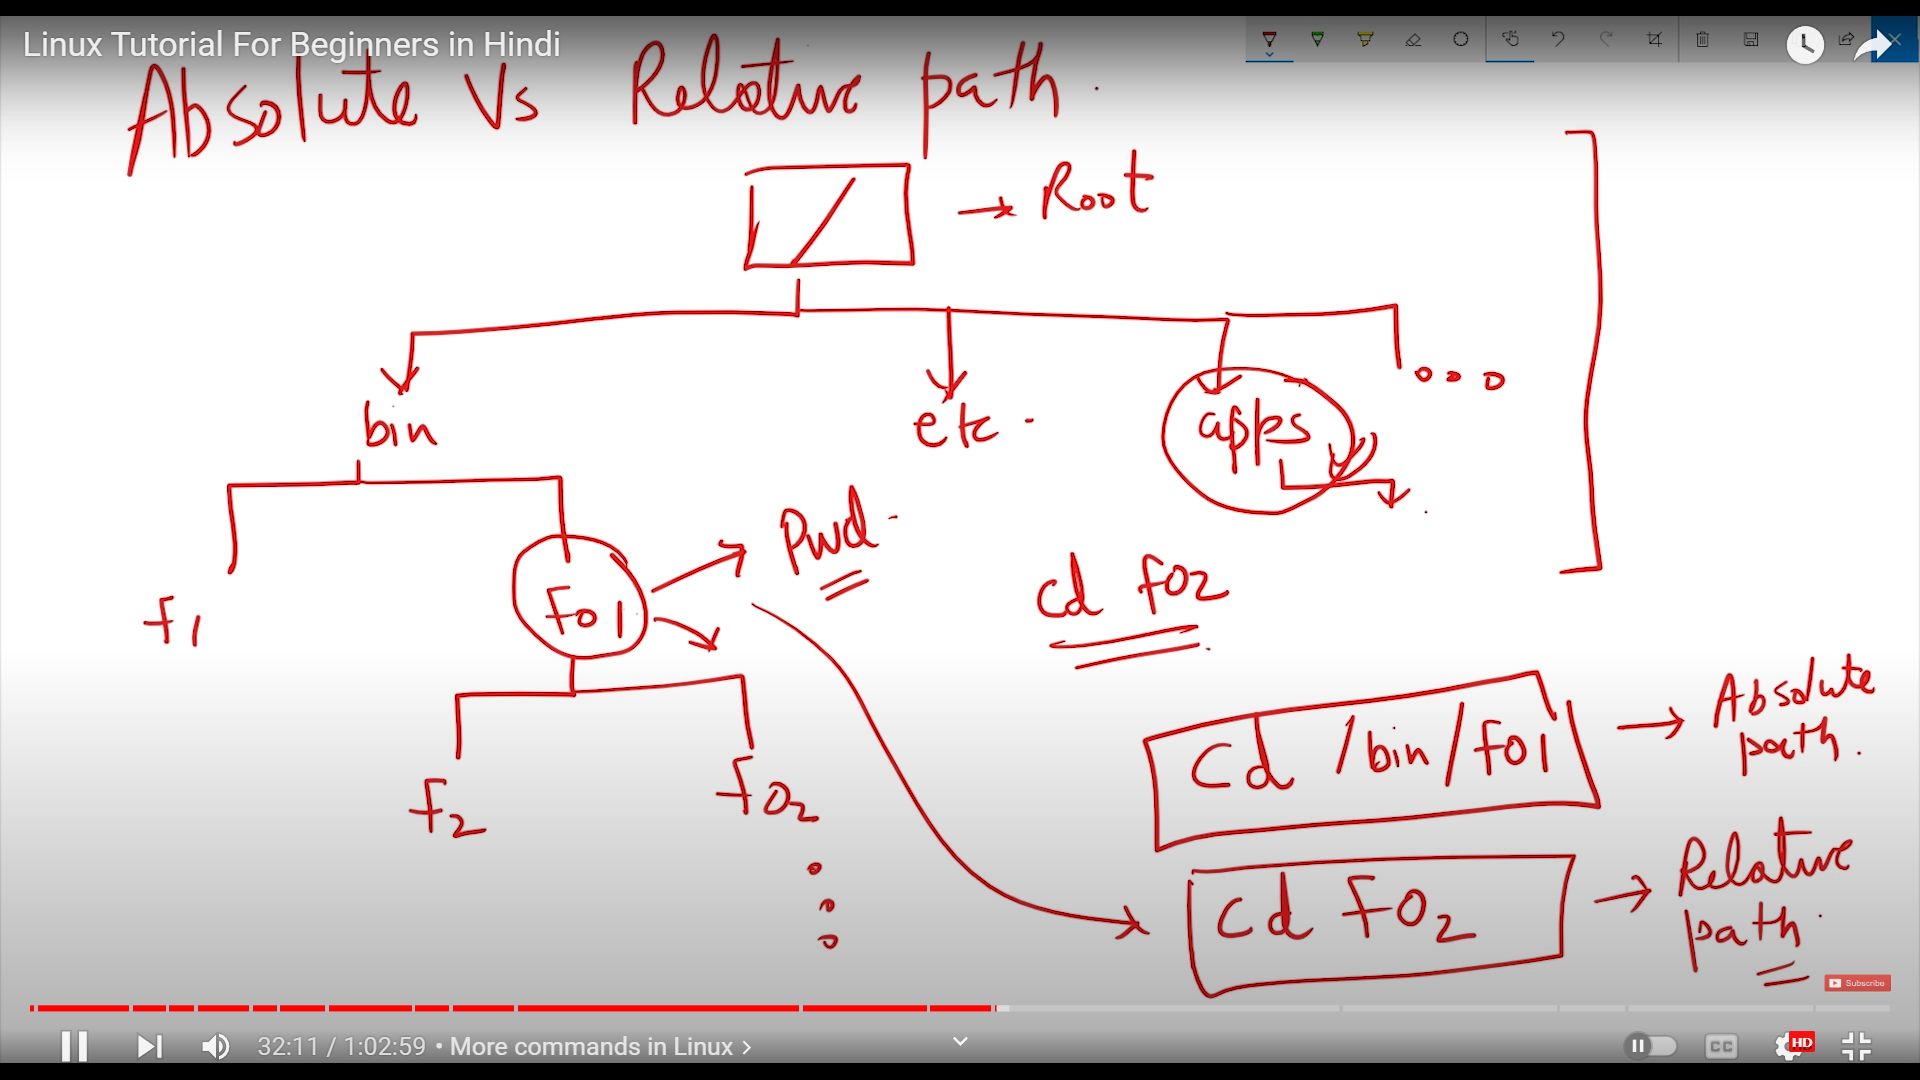 Linux Tutorial For Beginners in Hindi
Absolute Vs Relative path.
/ → Root
bin
etc.
apps
Pwd.
cd fo2
f1
fo1
f2
fo2
cd /bin/fo1 → Absolute path.
cd fo2 → Relative path.
Subscribe
32:11 / 1:02:59 • More commands in Linux >
CC
HD